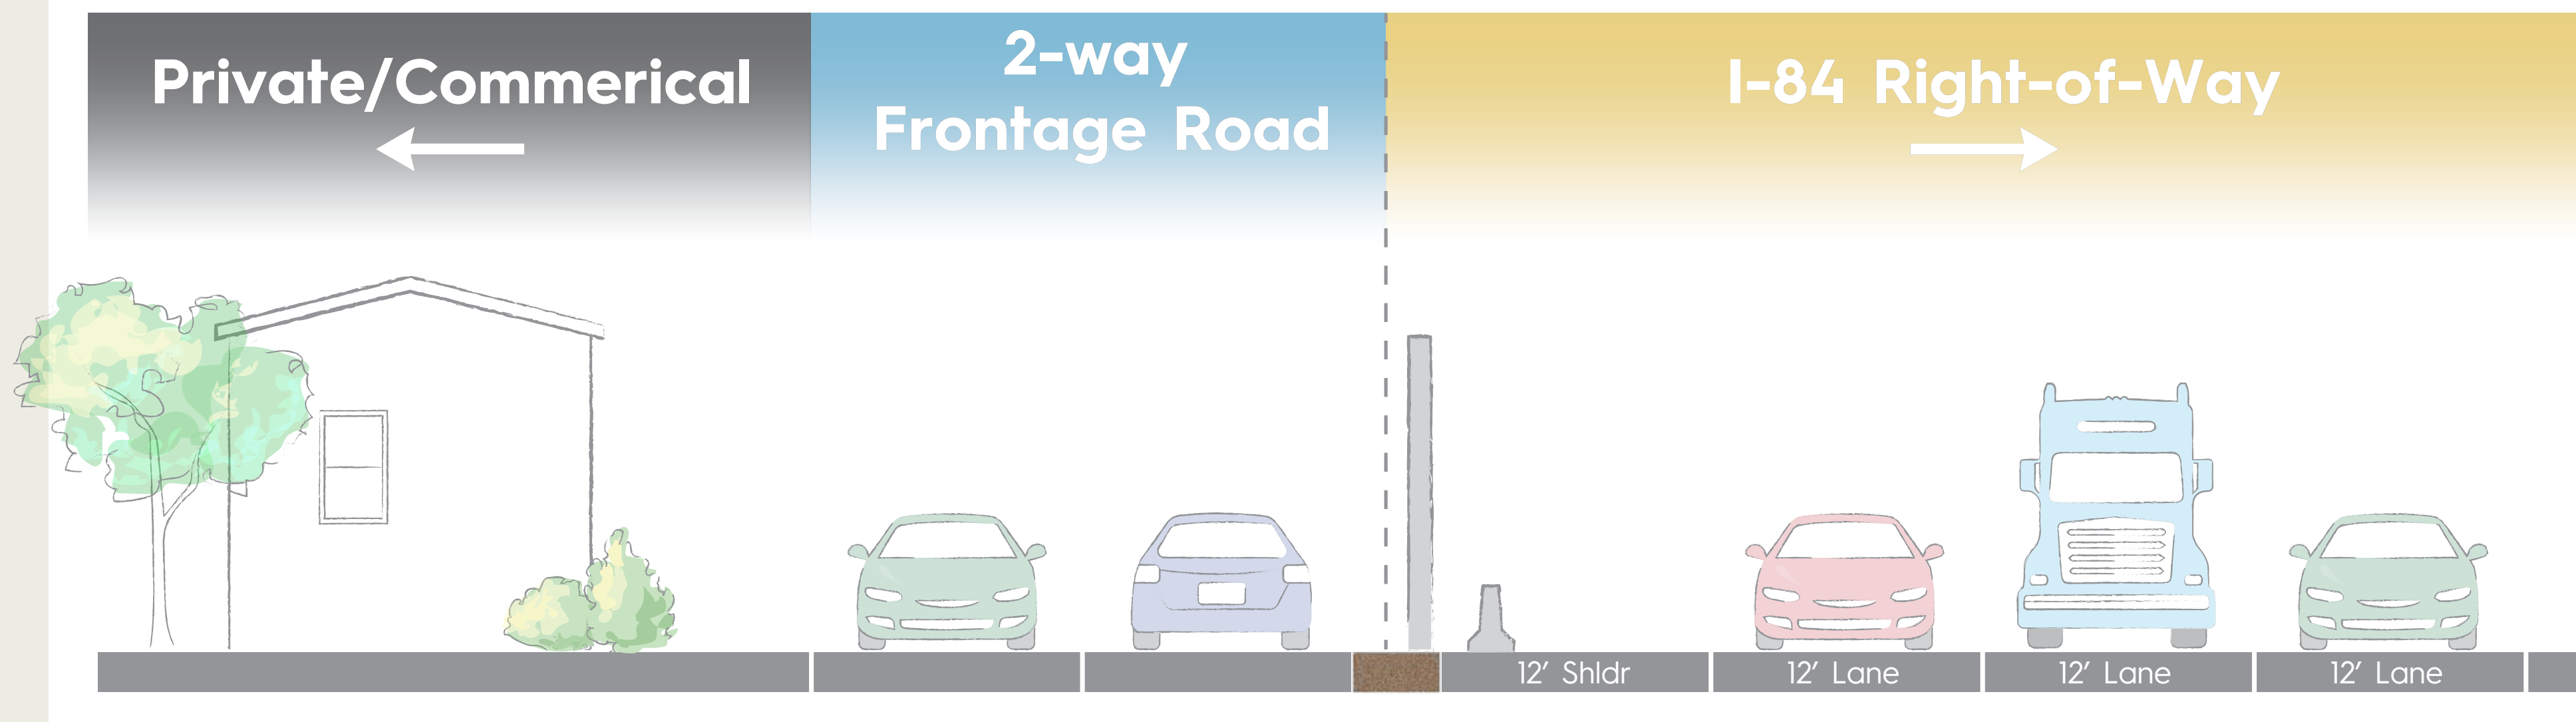 Private/Commerical
2-way
Frontage Road
I-84 Right-of-Way
12' Shldr
12' Lane
12' Lane
12' Lane